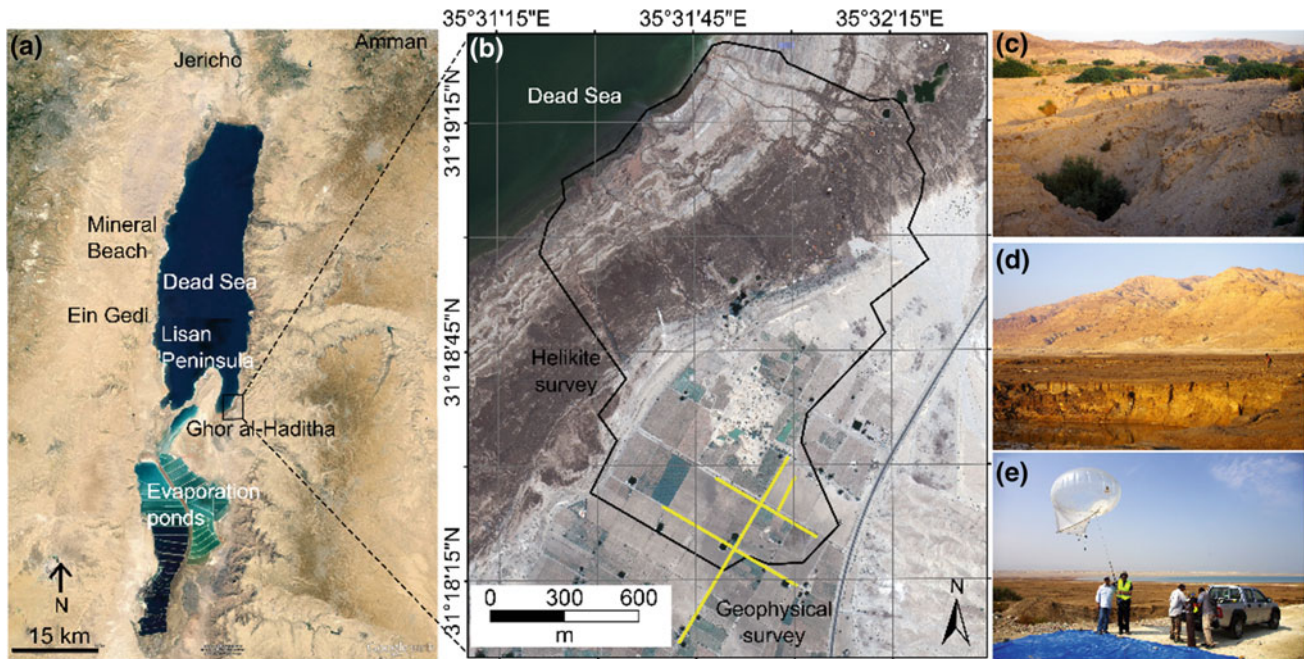 (a)
Amman
Jericho
Mineral
Beach
Dead Sea
Ein Gedi
Lisan
Peninsula
Ghor al-Haditha
Evaporation
ponds
N
15 km
35°31'15"E 35°31'45"E 35°32'15"E
(b)
31°19'15"N
31°18'45"N
31°18'15"N
Dead Sea
Helikite
survey
Geophysical
survey
0 300 600
m
N
(c)
(d)
(e)